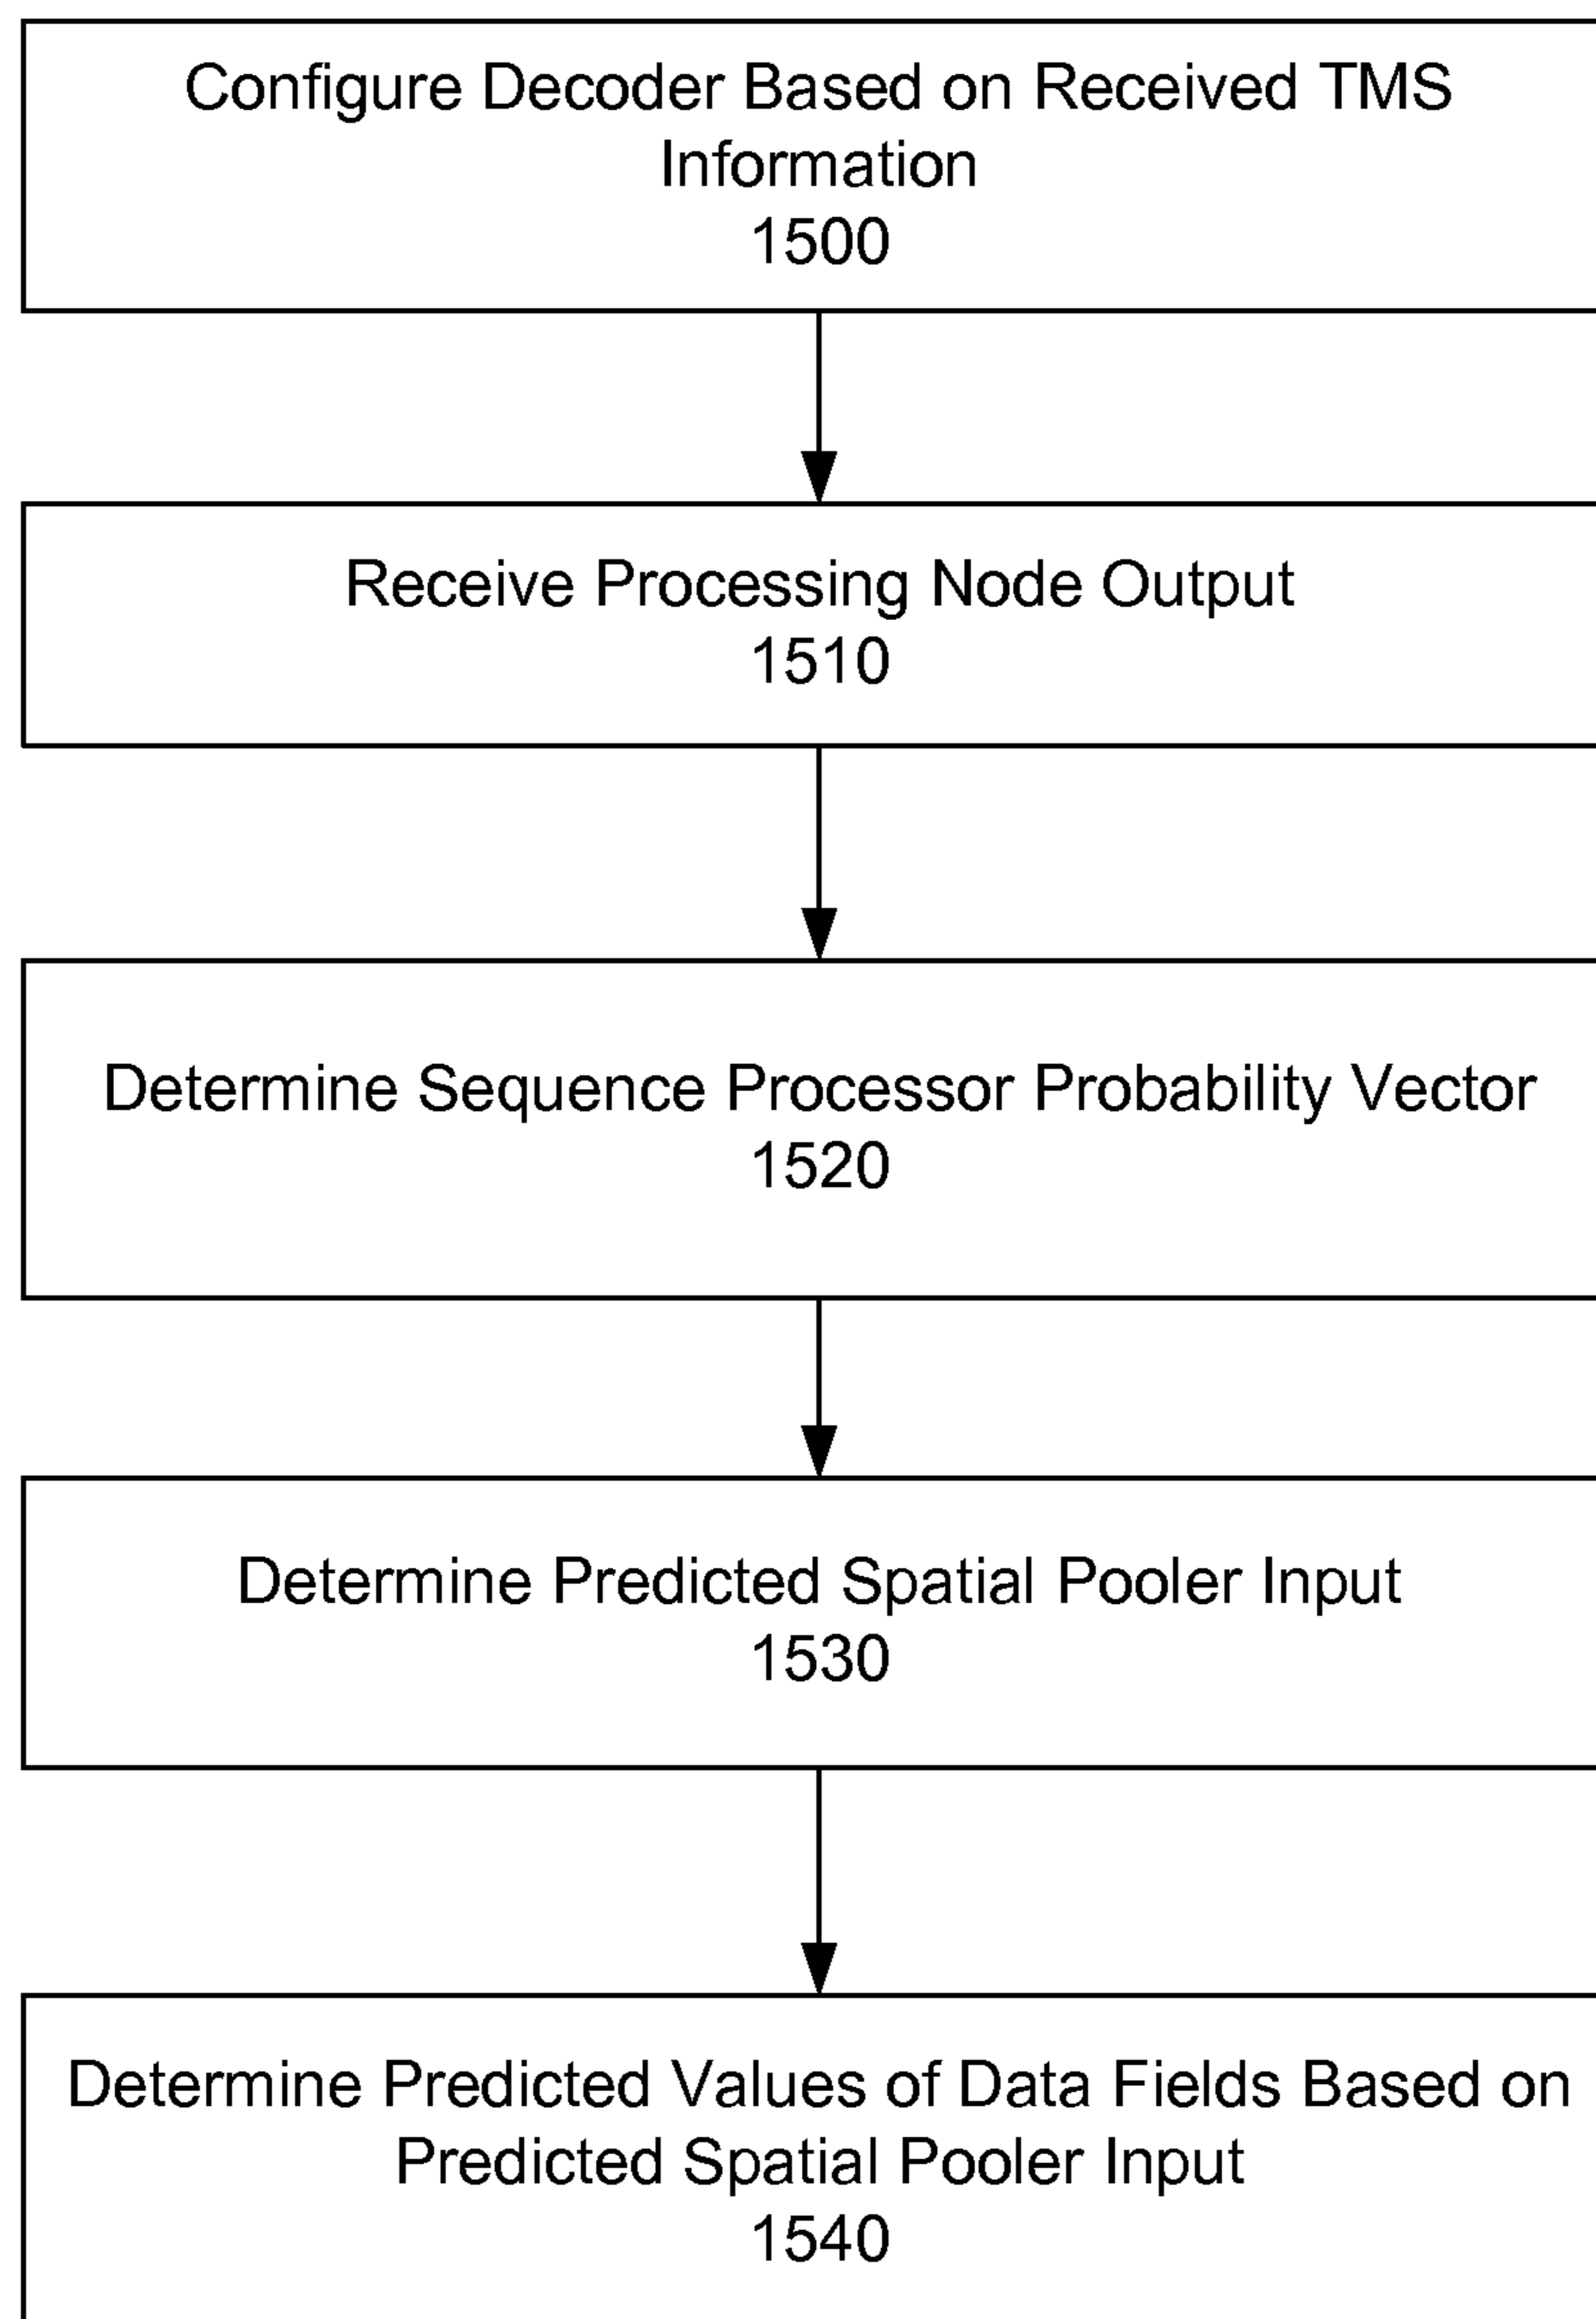 Configure Decoder Based on Received TMS
Information
1500
Receive Processing Node Output
1510
Determine Sequence Processor Probability Vector
1520
Determine Predicted Spatial Pooler Input
1530
Determine Predicted Values of Data Fields Based on
Predicted Spatial Pooler Input
1540